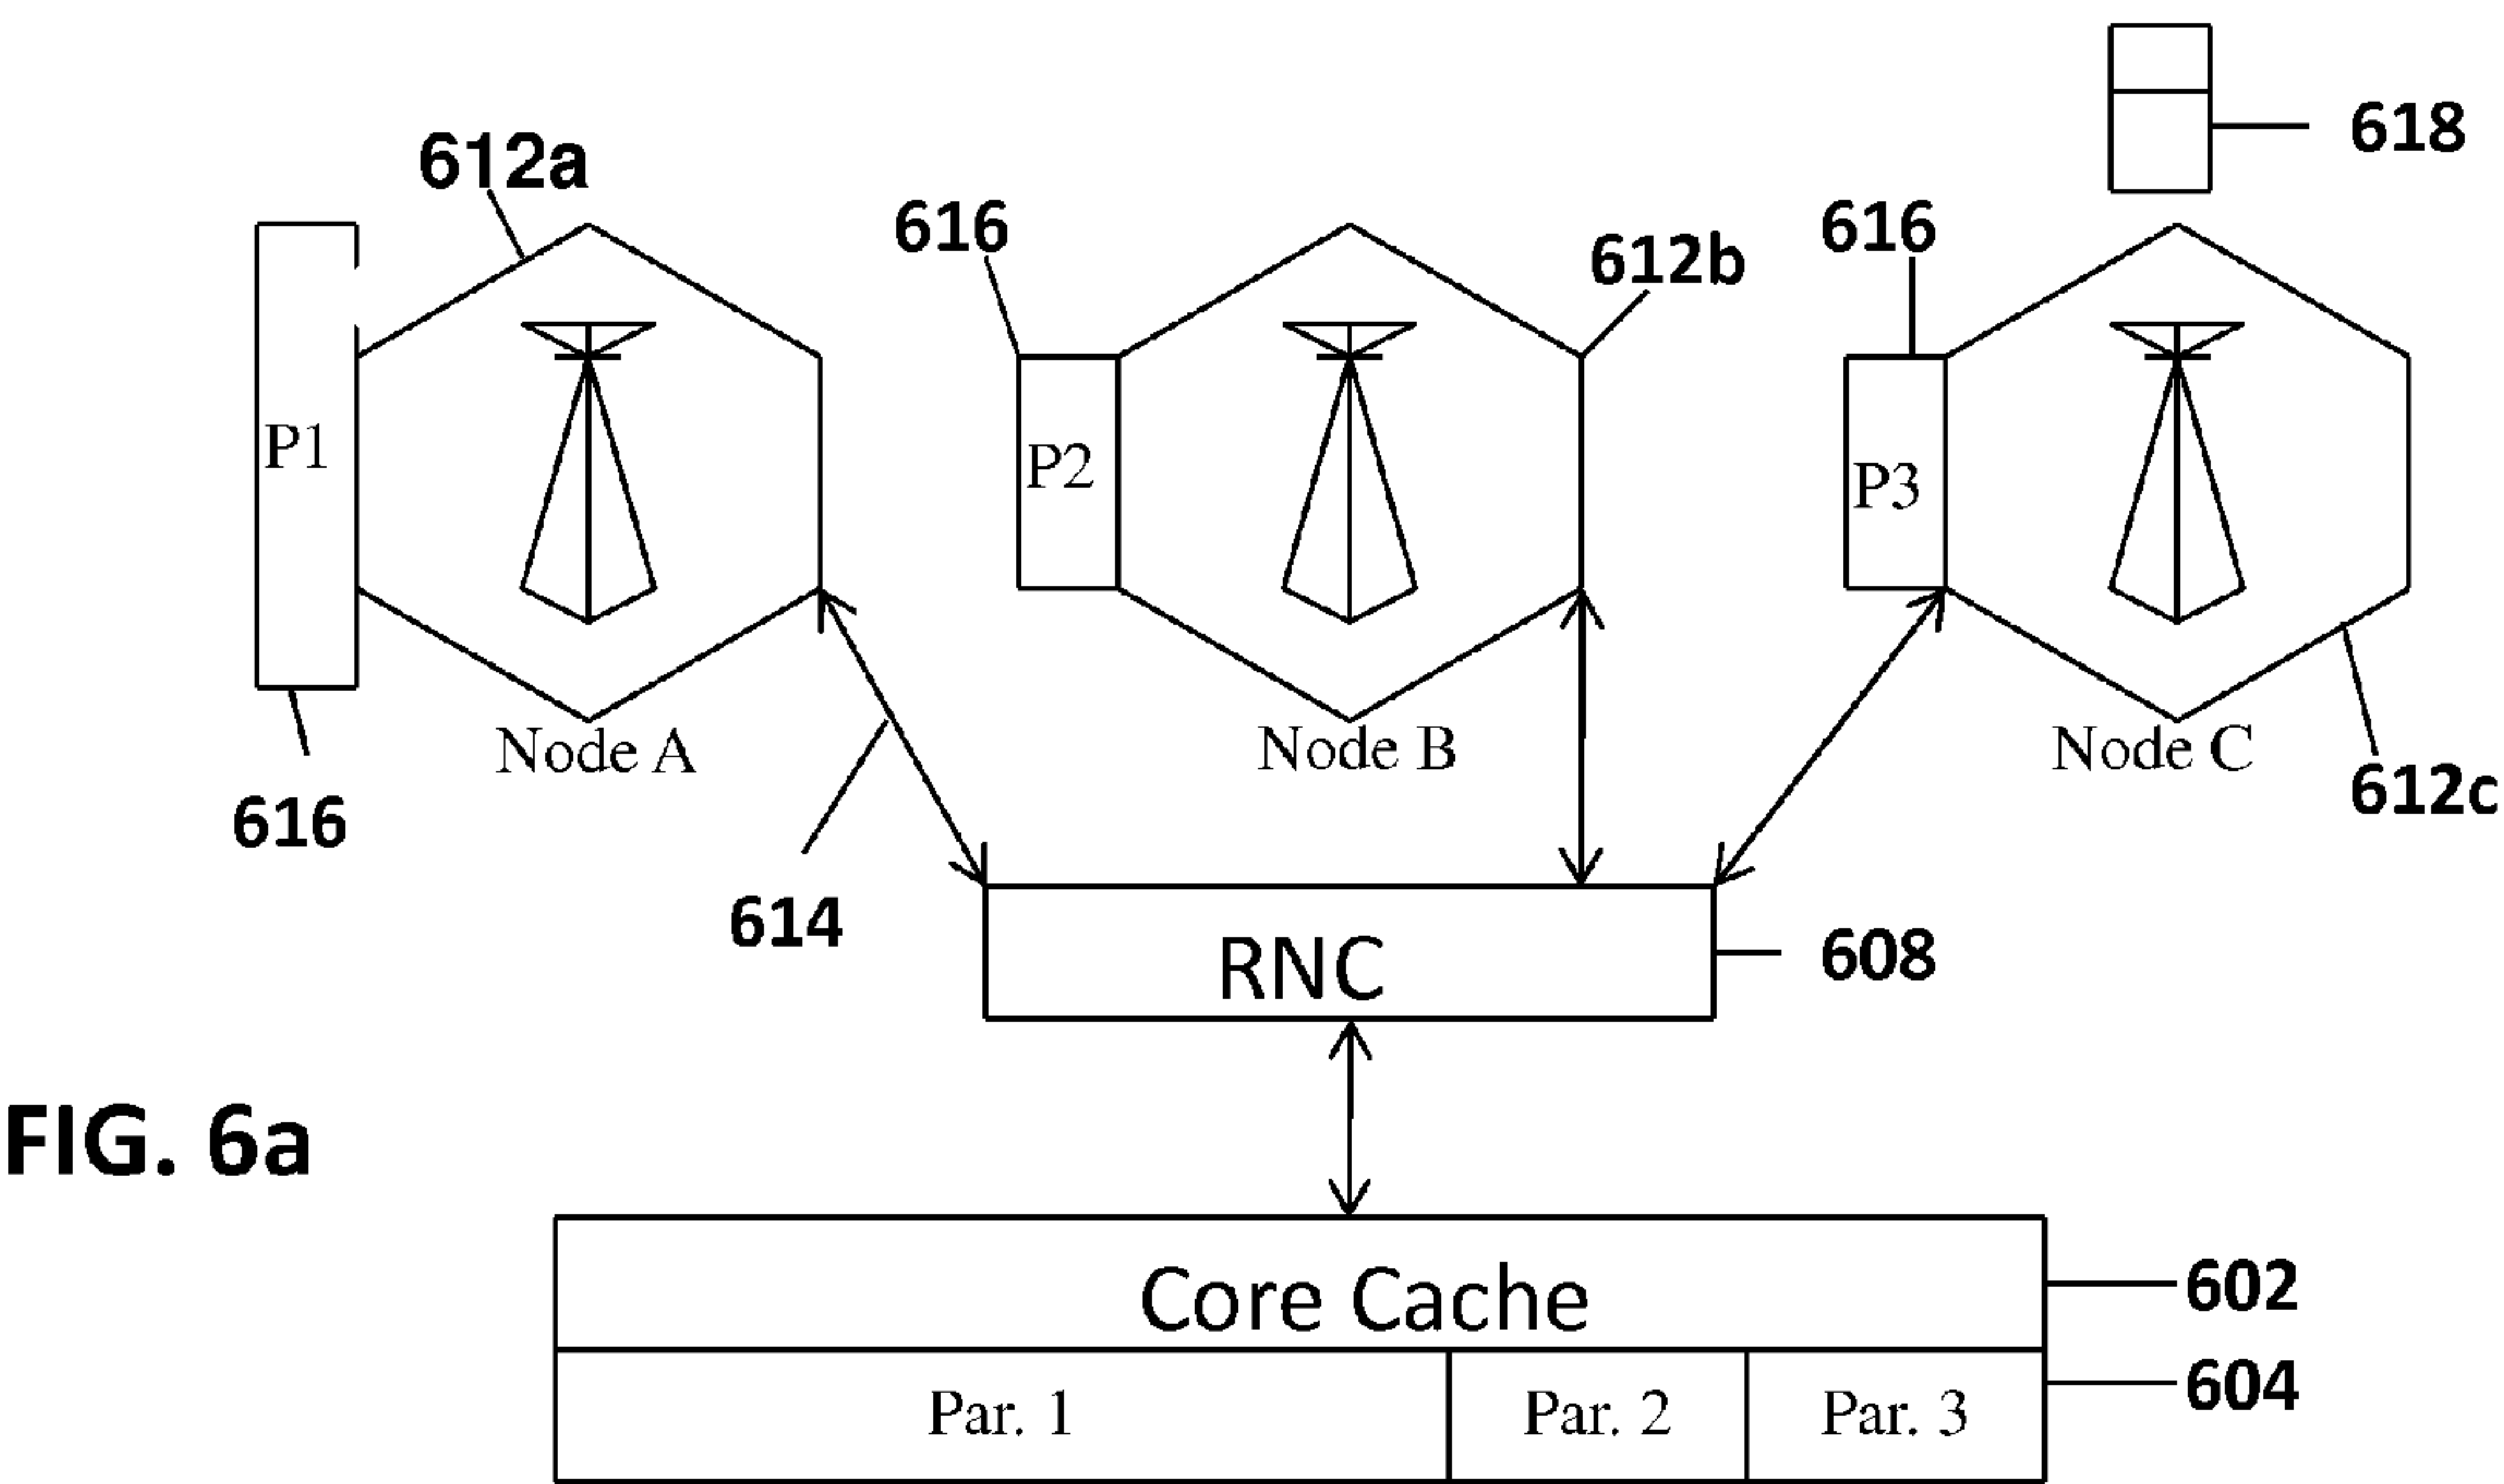 618
612a
616
616
612b
P1
P2
P3
Node A
Node B
Node C
612c
616
614
RNC
608
FIG. 6a
Core Cache
602
Par. 1
Par. 2
Par. 3
604